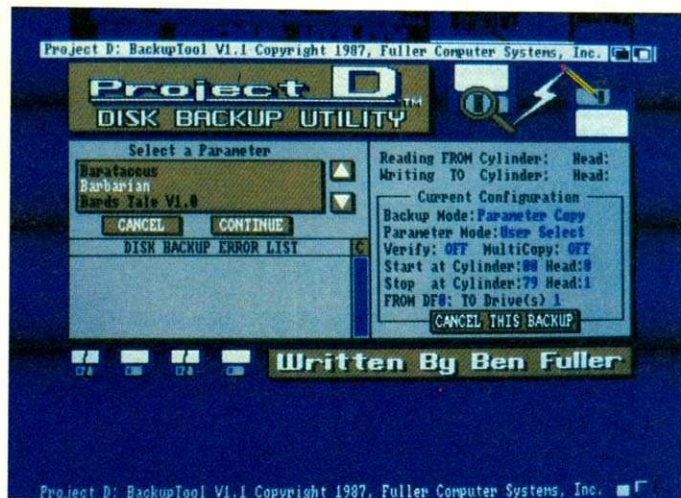 Project D: BackupTool V1.1 Copyright 1987, Fuller Computer Systems, Inc.
Project D TM
DISK BACKUP UTILITY
Select a Parameter
Barataccus
Barbarian
Bards Tale V1.0
CANCEL CONTINUE
DISK BACKUP ERROR LIST C
Reading FROM Cylinder: Head:
Writing TO Cylinder: Head:
Current Configuration
Backup Mode:Parameter Copy
Parameter Mode:User Select
Verify: OFF MultiCopy: OFF
Start at Cylinder:00 Head:0
Stop at Cylinder:79 Head:1
FROM DF0: TO Drive(s) 1
CANCEL THIS BACKUP
Written By Ben Fuller
Project D: BackupTool V1.1 Copyright 1987, Fuller Computer Systems, Inc.